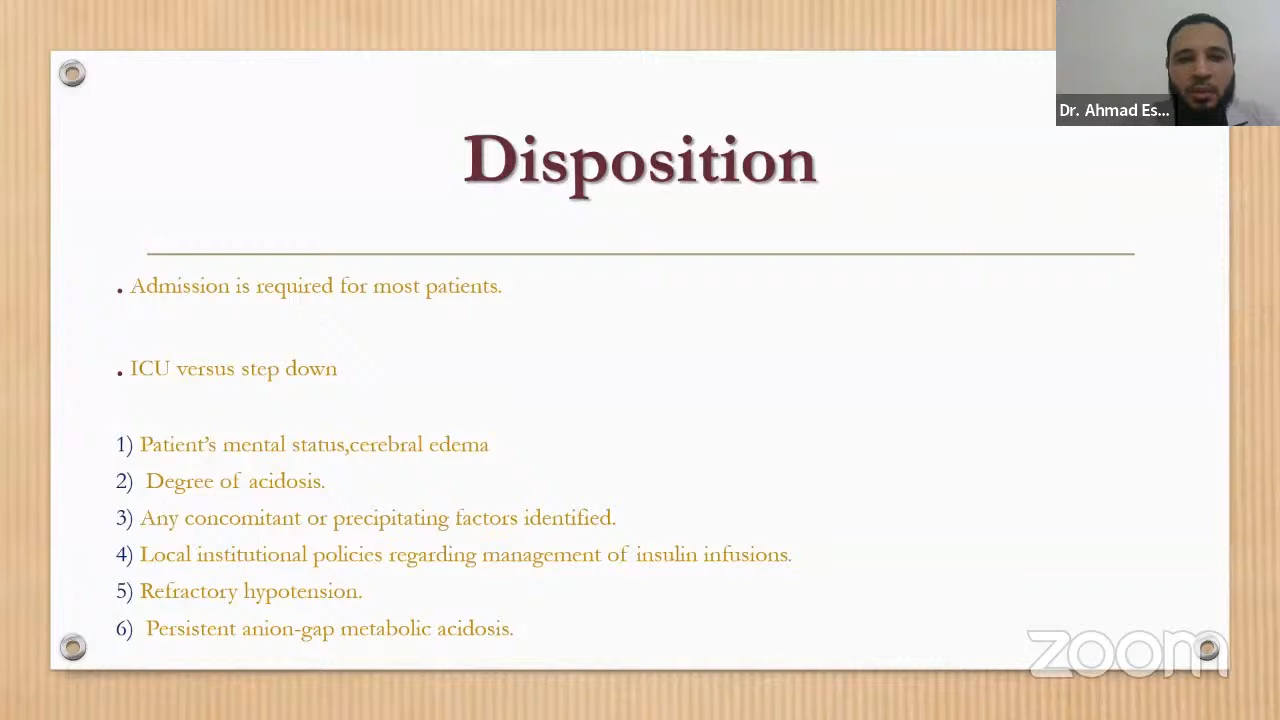 Dr. Ahmad Es...
Disposition
. Admission is required for most patients.
. ICU versus step down
1) Patient's mental status,cerebral edema
2) Degree of acidosis.
3) Any concomitant or precipitating factors identified.
4) Local institutional policies regarding management of insulin infusions.
5) Refractory hypotension.
6) Persistent anion-gap metabolic acidosis.
zoom